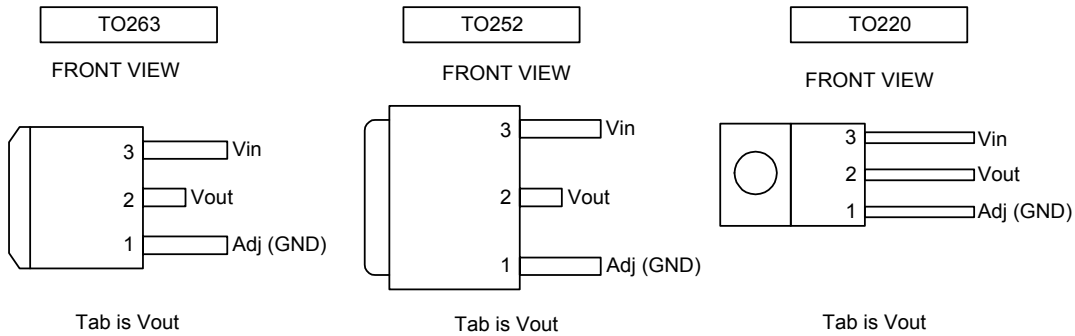 TO263
FRONT VIEW
3 Vin
2 Vout
1 Adj (GND)
Tab is Vout
TO252
FRONT VIEW
3 Vin
2 Vout
1 Adj (GND)
Tab is Vout
TO220
FRONT VIEW
3 Vin
2 Vout
1 Adj (GND)
Tab is Vout